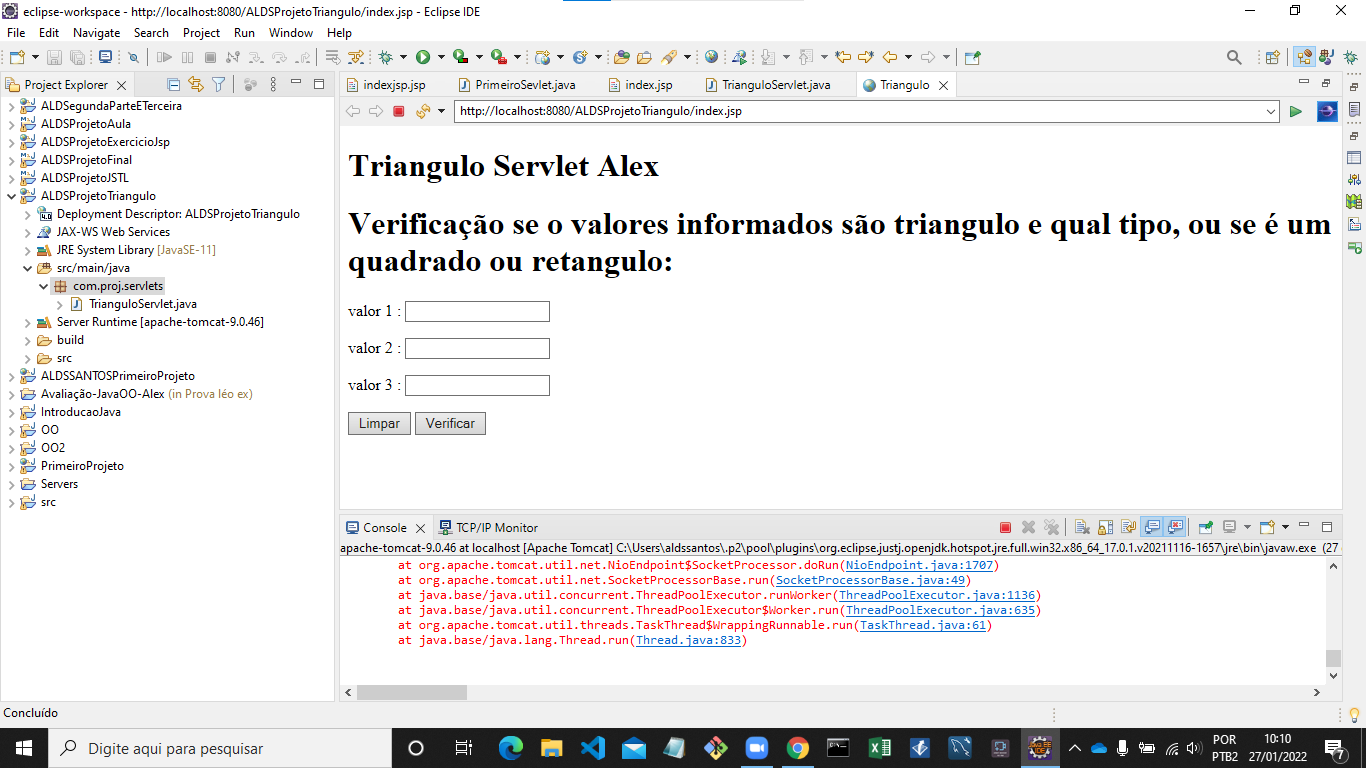 eclipse-workspace - http://localhost:8080/ALDSProjetoTriangulo/index.jsp - Eclipse IDE
File Edit Navigate Search Project Run Window Help
Project Explorer
ALDSegundaParteETerceira
ALDSProjetoAula
ALDSProjetoExercicioJsp
ALDSProjetoFinal
ALDSProjetoJSTL
ALDSProjetoTriangulo
Deployment Descriptor: ALDSProjetoTriangulo
JAX-WS Web Services
JRE System Library [JavaSE-11]
src/main/java
com.proj.servlets
TrianguloServlet.java
Server Runtime [apache-tomcat-9.0.46]
build
src
ALDSSANTOSPrimeiroProjeto
Avaliação-JavaOO-Alex (in Prova léo ex)
IntroducaoJava
OO
OO2
PrimeiroProjeto
Servers
src
indexjsp.jsp PrimeiroSevlet.java index.jsp TrianguloServlet.java Triangulo
http://localhost:8080/ALDSProjetoTriangulo/index.jsp
Triangulo Servlet Alex
Verificação se o valores informados são triangulo e qual tipo, ou se é um
quadrado ou retangulo:
valor 1 :
valor 2 :
valor 3 :
Limpar Verificar
Console TCP/IP Monitor
apache-tomcat-9.0.46 at localhost [Apache Tomcat] C:\Users\aldssantos\.p2\pool\plugins\org.eclipse.justj.openjdk.hotspot.jre.full.win32.x86_64_17.0.1.v20211116-1657\jre\bin\javaw.exe (27
at org.apache.tomcat.util.net.NioEndpoint$SocketProcessor.doRun(NioEndpoint.java:1707)
at org.apache.tomcat.util.net.SocketProcessorBase.run(SocketProcessorBase.java:49)
at java.base/java.util.concurrent.ThreadPoolExecutor.runWorker(ThreadPoolExecutor.java:1136)
at java.base/java.util.concurrent.ThreadPoolExecutor$Worker.run(ThreadPoolExecutor.java:635)
at org.apache.tomcat.util.threads.TaskThread$WrappingRunnable.run(TaskThread.java:61)
at java.base/java.lang.Thread.run(Thread.java:833)
Concluído
Digite aqui para pesquisar
POR
PTB2
10:10
27/01/2022
7